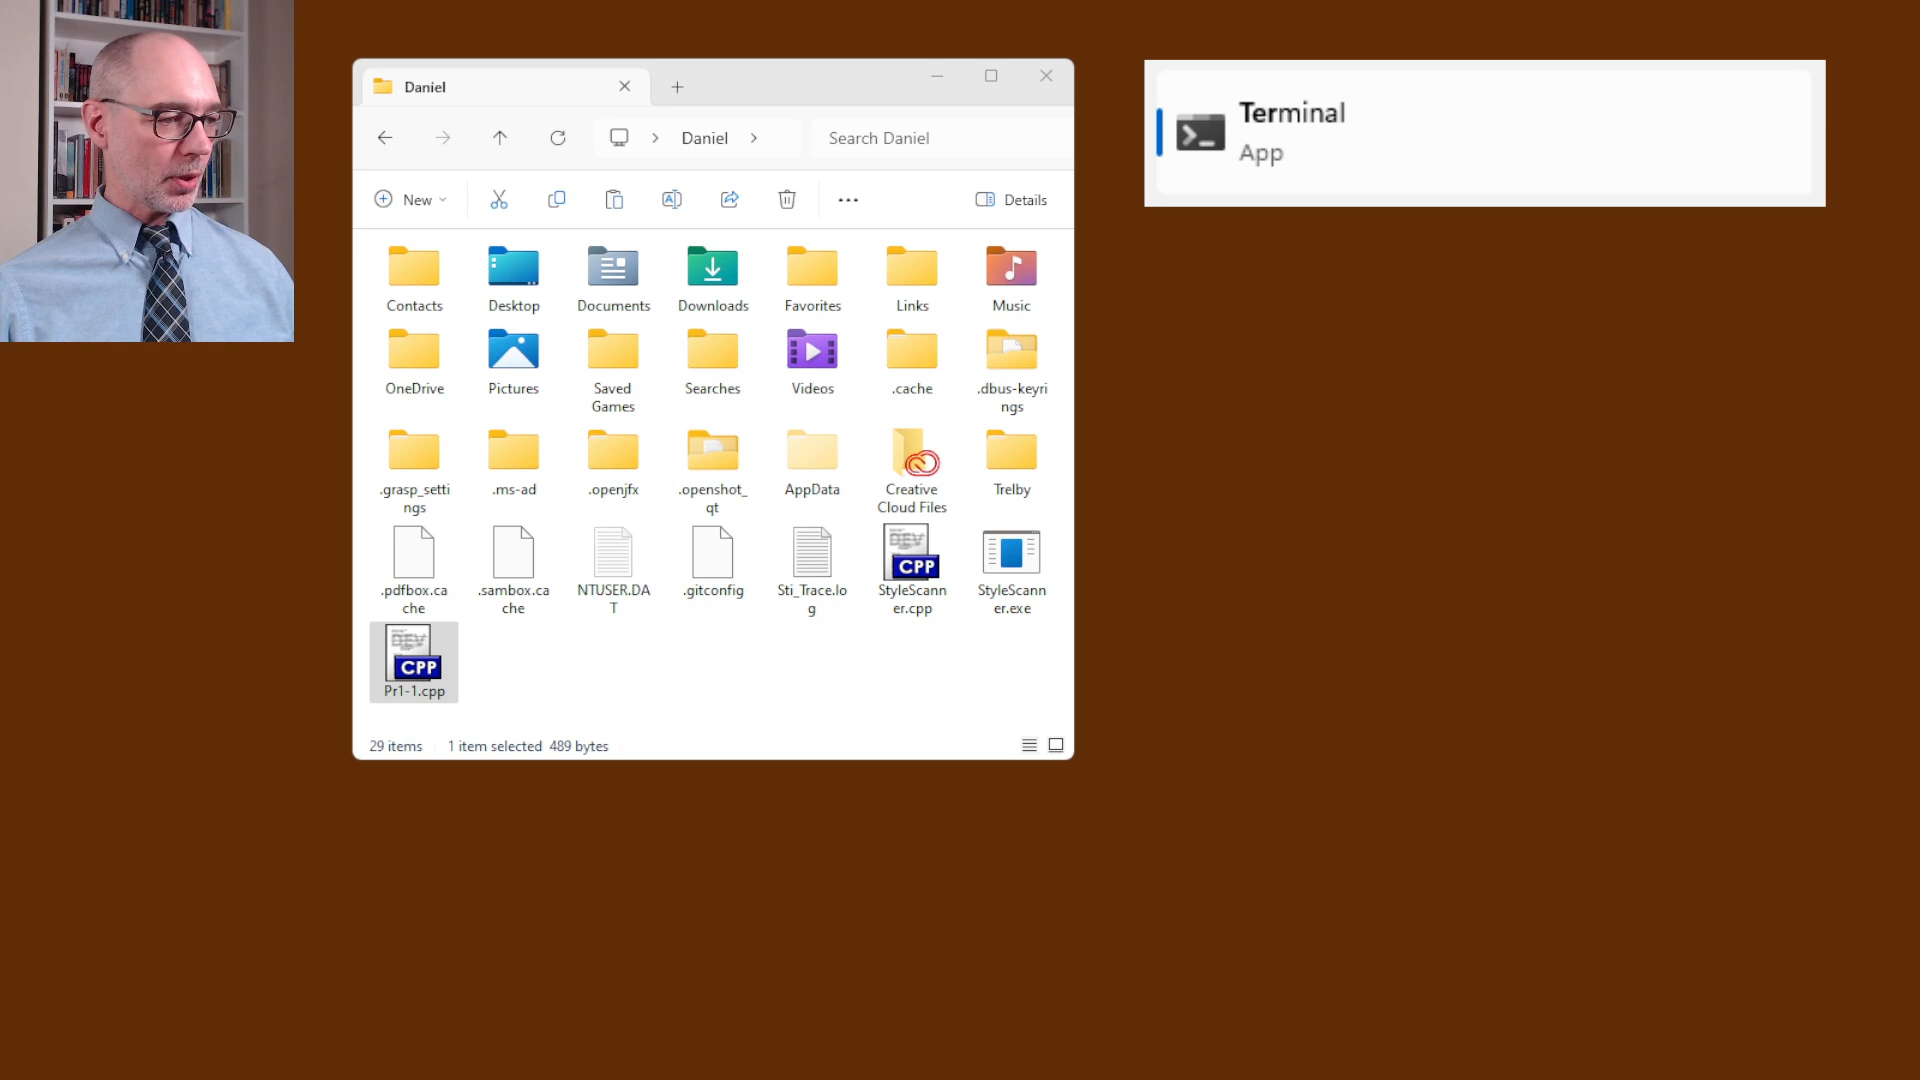 Daniel
Daniel
Search Daniel
New
Details
Contacts
Desktop
Documents
Downloads
Favorites
Links
Music
OneDrive
Pictures
Saved
Games
Searches
Videos
.cache
.dbus-keyri
ngs
.grasp_setti
ngs
.ms-ad
.openjfx
.openshot_
qt
AppData
Creative
Cloud Files
Trelby
.pdfbox.ca
che
.sambox.ca
che
NTUSER.DA
T
.gitconfig
Sti_Trace.lo
g
DEV
CPP
StyleScann
er.cpp
StyleScann
er.exe
DEV
CPP
Pr1-1.cpp
29 items
1 item selected 489 bytes
Terminal
App